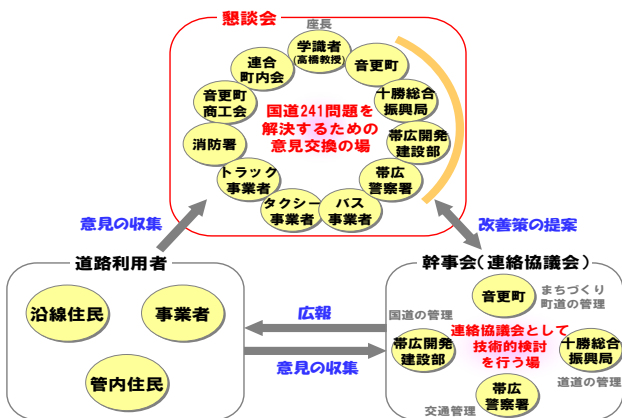 懇談会
座長
学識者
(高橋教授)
音更町
十勝総合
振興局
帯広開発
建設部
帯広
警察署
バス
事業者
タクシー
事業者
トラック
事業者
消防署
音更町
商工会
連合
町内会
国道241問題を
解決するための
意見交換の場
意見の収集
改善策の提案
道路利用者
沿線住民
事業者
管内住民
広報
意見の収集
幹事会(連絡協議会)
音更町
まちづくり
町道の管理
国道の管理
帯広開発
建設部
連絡協議会として
技術的検討
を行う場
十勝総合
振興局
道道の管理
帯広
警察署
交通管理